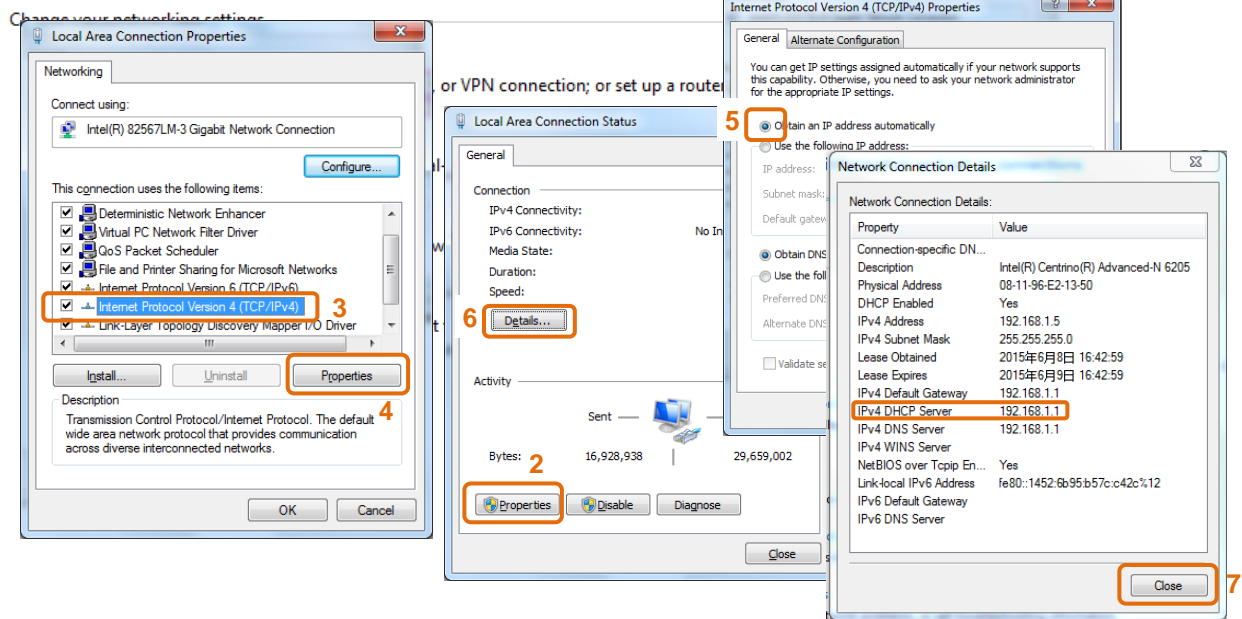 Change your networking settings
Local Area Connection Properties
Networking
Connect using:
Intel(R) 82567LM-3 Gigabit Network Connection
Configure...
This connection uses the following items:
Deterministic Network Enhancer
Virtual PC Network Filter Driver
QoS Packet Scheduler
File and Printer Sharing for Microsoft Networks
Internet Protocol Version 6 (TCP/IPv6)
Internet Protocol Version 4 (TCP/IPv4)
3
Link-Layer Topology Discovery Mapper I/O Driver
Install...
Uninstall
Properties
4
Description
Transmission Control Protocol/Internet Protocol. The default
wide area network protocol that provides communication
across diverse interconnected networks.
OK
Cancel
, or VPN connection; or set up a router
Local Area Connection Status
General
Connection
IPv4 Connectivity:
IPv6 Connectivity:
No In
Media State:
Duration:
Speed:
6
Details...
Activity
Sent
Bytes:
16,928,938
29,659,002
2
Properties
Disable
Diagnose
Close
Internet Protocol Version 4 (TCP/IPv4) Properties
General
Alternate Configuration
You can get IP settings assigned automatically if your network supports
this capability. Otherwise, you need to ask your network administrator
for the appropriate IP settings.
5
Obtain an IP address automatically
Use the following IP address:
IP address:
Subnet mask:
Default gatew
Obtain DNS
Use the foll
Preferred DNS
Alternate DNS
Validate se
Network Connection Details
Network Connection Details:
Property Value
Connection-specific DN...
Description Intel(R) Centrino(R) Advanced-N 6205
Physical Address 08-11-96-E2-13-50
DHCP Enabled Yes
IPv4 Address 192.168.1.5
IPv4 Subnet Mask 255.255.255.0
Lease Obtained 2015年6月8日 16:42:59
Lease Expires 2015年6月9日 16:42:59
IPv4 Default Gateway 192.168.1.1
IPv4 DHCP Server 192.168.1.1
IPv4 DNS Server 192.168.1.1
IPv4 WINS Server
NetBIOS over Tcpip En... Yes
Link-local IPv6 Address fe80::1452:6b95:b57c:c42c%12
IPv6 Default Gateway
IPv6 DNS Server
Close
7